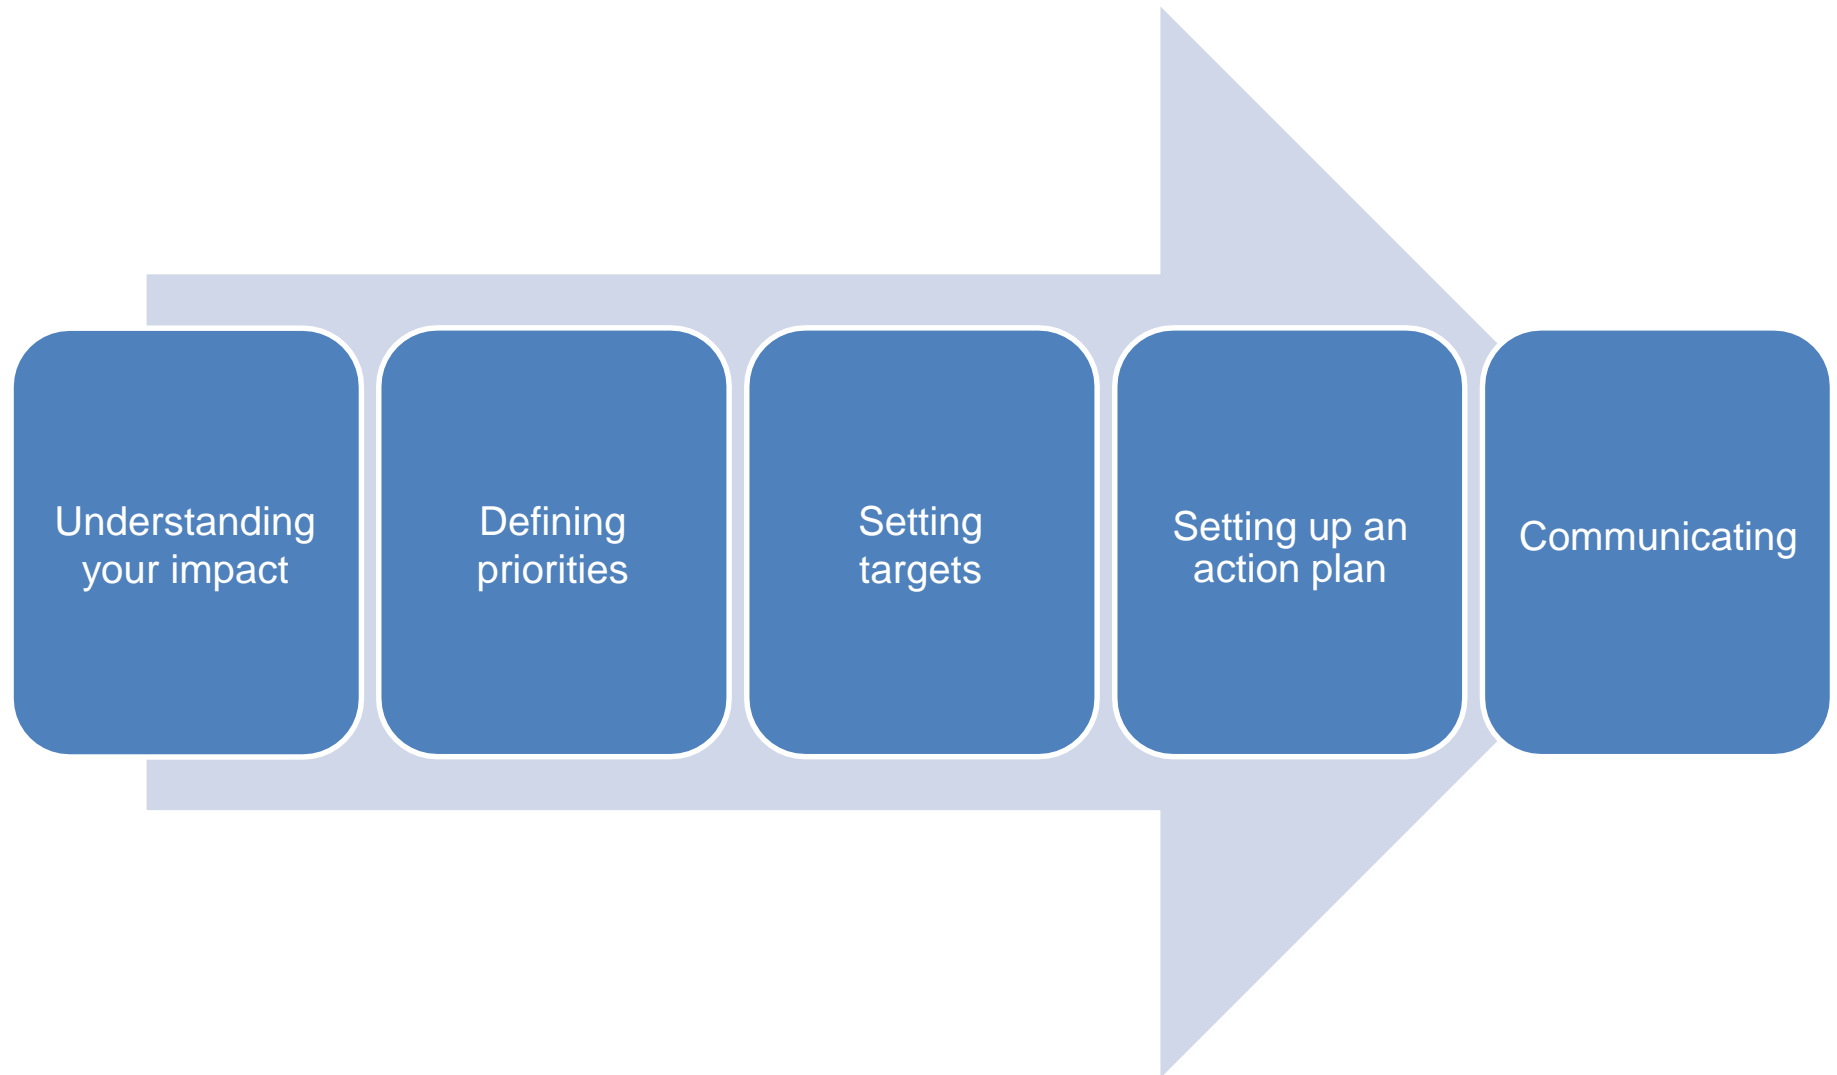 Understanding
your impact
Defining
priorities
Setting
targets
Setting up an
action plan
Communicating